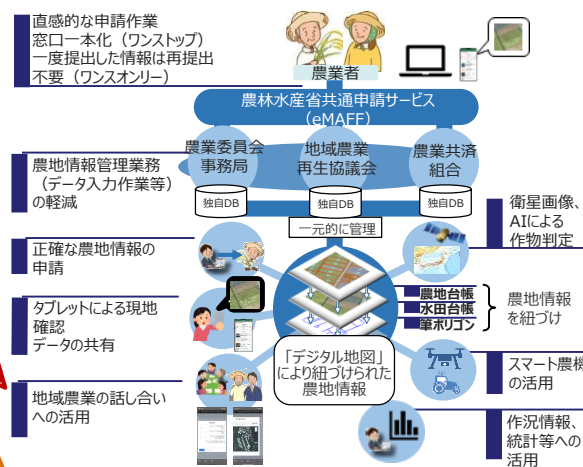 直感的な申請作業
窓口一本化（ワンストップ）
一度提出した情報は再提出
不要（ワンスオンリー）
農業者
農林水産省共通申請サービス
（eMAFF）
農業委員会
事務局
地域農業
再生協議会
農業共済
組合
農地情報管理業務
（データ入力作業等）
の軽減
独自DB
独自DB
独自DB
一元的に管理
衛星画像、
AIによる
作物判定
正確な農地情報の
申請
農地台帳
水田台帳
筆ポリゴン
農地情報
を紐づけ
タブレットによる現地
確認
データの共有
「デジタル地図」
により紐づけられた
農地情報
スマート農機
の活用
地域農業の話し合い
への活用
作況情報、
統計等への
活用